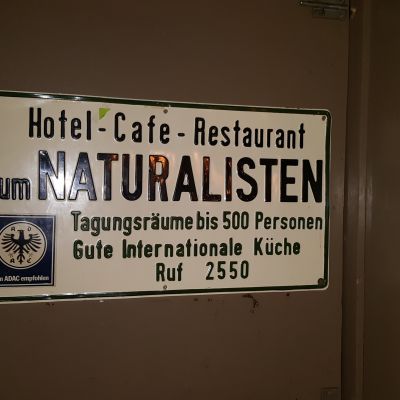 Hotel-Cafe-Restaurant
um NATURALISTEN
Tagungsräume bis 500 Personen
Gute Internationale Küche
Ruf 2550
ADAC empfohlen